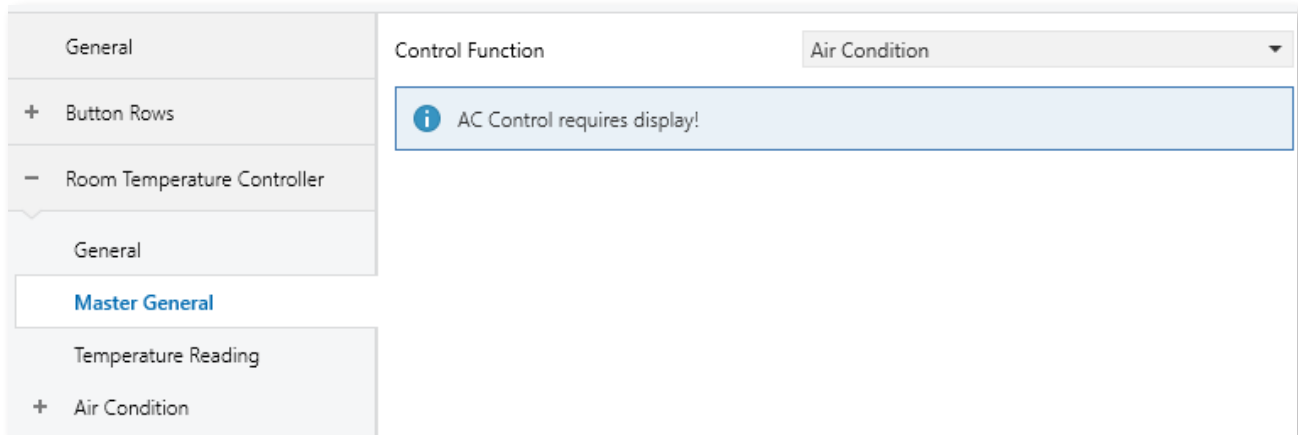 General
+ Button Rows
− Room Temperature Controller
General
Master General
Temperature Reading
+ Air Condition
Control Function
Air Condition
AC Control requires display!